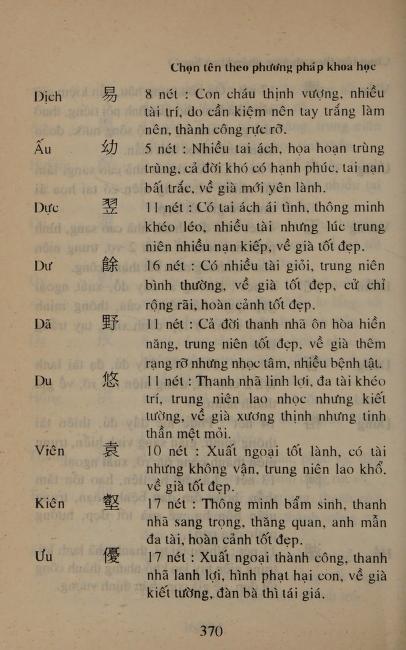 Chọn tên theo phương pháp khoa học
Dịch 易 8 nét : Con cháu thịnh vượng, nhiều
tài trí, do cần kiệm nên tay trắng làm
nên, thành công rực rỡ.
Ấu 幼 5 nét : Nhiều tai ách, họa hoạn trùng
trùng, cả đời khó có hạnh phúc, tai nạn
bất trắc, về già mới yên lành.
Dực 翌 11 nét : Có tai ách ái tình, thông minh
khéo léo, nhiều tài nhưng lúc trung
niên nhiều nạn kiếp, về già tốt đẹp.
Dư 餘 16 nét : Có nhiều tài giỏi, trung niên
bình thường, về già tốt đẹp, cử chỉ
rộng rãi, hoàn cảnh tốt đẹp.
Dã 野 11 nét : Cả đời thanh nhã ôn hòa hiền
năng, trung niên tốt đẹp, về già thêm
rạng rỡ nhưng nhọc tâm, nhiều bệnh tật.
Du 悠 11 nét : Thanh nhã linh lợi, đa tài khéo
trí, trung niên lao nhọc nhưng kiết
tường, về già xương thịnh nhưng tinh
thần mệt mỏi.
Viên 袁 10 nét : Xuất ngoại tốt lành, có tài
nhưng không vận, trung niên lao khổ,
về già tốt đẹp.
Kiên 17 nét : Thông minh bẩm sinh, thanh
nhã sang trọng, thăng quan, anh mẫn
đa tài, hoàn cảnh tốt đẹp.
Ưu 優 17 nét : Xuất ngoại thành công, thanh
nhã lanh lợi, hình phạt hại con, về già
kiết tường, đàn bà thì tái giá.
370